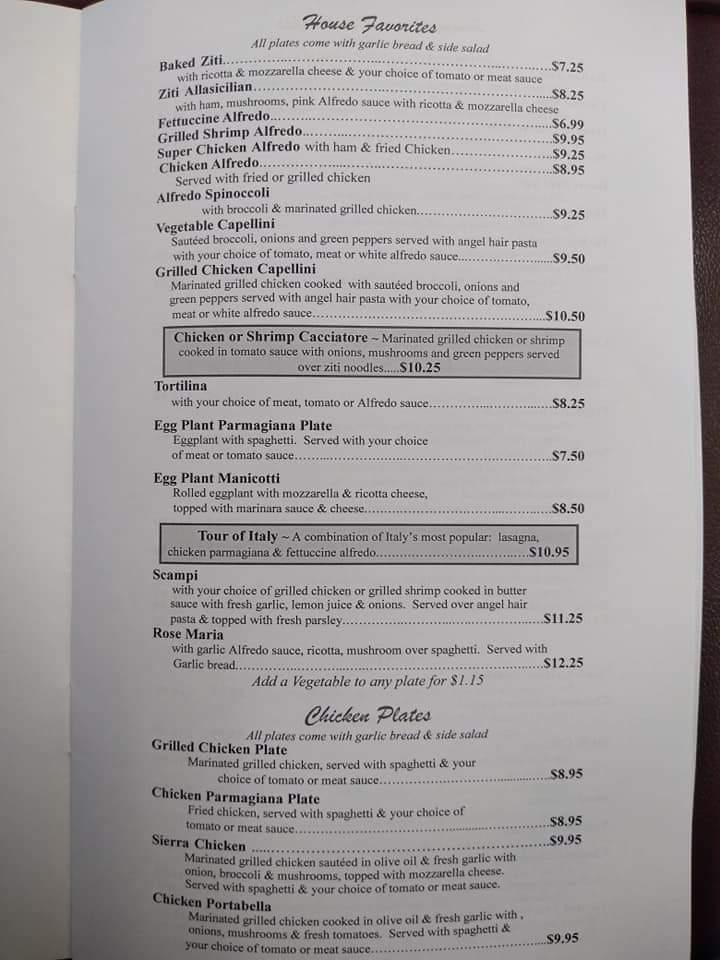 House Favorites
All plates come with garlic bread & side salad
Baked Ziti.......................................................................$7.25
with ricotta & mozzarella cheese & your choice of tomato or meat sauce
Ziti Allasicilian................................................................$8.25
with ham, mushrooms, pink Alfredo sauce with ricotta & mozzarella cheese
Fettuccine Alfredo............................................................$6.99
Grilled Shrimp Alfredo.....................................................$9.95
Super Chicken Alfredo with ham & fried Chicken......................$9.25
Chicken Alfredo...............................................................$8.95
Served with fried or grilled chicken
Alfredo Spinoccoli
with broccoli & marinated grilled chicken.............................$9.25
Vegetable Capellini
Sautéed broccoli, onions and green peppers served with angel hair pasta
with your choice of tomato, meat or white alfredo sauce......................$9.50
Grilled Chicken Capellini
Marinated grilled chicken cooked with sautéed broccoli, onions and
green peppers served with angel hair pasta with your choice of tomato,
meat or white alfredo sauce.................................................$10.50
Chicken or Shrimp Cacciatore ~ Marinated grilled chicken or shrimp
cooked in tomato sauce with onions, mushrooms and green peppers served
over ziti noodles.....$10.25
Tortilina
with your choice of meat, tomato or Alfredo sauce.........................$8.25
Egg Plant Parmagiana Plate
Eggplant with spaghetti. Served with your choice
of meat or tomato sauce.....................................................$7.50
Egg Plant Manicotti
Rolled eggplant with mozzarella & ricotta cheese,
topped with marinara sauce & cheese.......................................$8.50
Tour of Italy ~ A combination of Italy's most popular: lasagna,
chicken parmagiana & fettuccine alfredo................................$10.95
Scampi
with your choice of grilled chicken or grilled shrimp cooked in butter
sauce with fresh garlic, lemon juice & onions. Served over angel hair
pasta & topped with fresh parsley..........................................$11.25
Rose Maria
with garlic Alfredo sauce, ricotta, mushroom over spaghetti. Served with
Garlic bread..................................................................$12.25
Add a Vegetable to any plate for $1.15
Chicken Plates
All plates come with garlic bread & side salad
Grilled Chicken Plate
Marinated grilled chicken, served with spaghetti & your
choice of tomato or meat sauce.....................................$8.95
Chicken Parmagiana Plate
Fried chicken, served with spaghetti & your choice of
tomato or meat sauce......................................................$8.95
Sierra Chicken ................................................................$9.95
Marinated grilled chicken sautéed in olive oil & fresh garlic with
onion, broccoli & mushrooms, topped with mozzarella cheese.
Served with spaghetti & your choice of tomato or meat sauce.
Chicken Portabella
Marinated grilled chicken cooked in olive oil & fresh garlic with ,
onions, mushrooms & fresh tomatoes. Served with spaghetti &
your choice of tomato or meat sauce.....................................$9.95